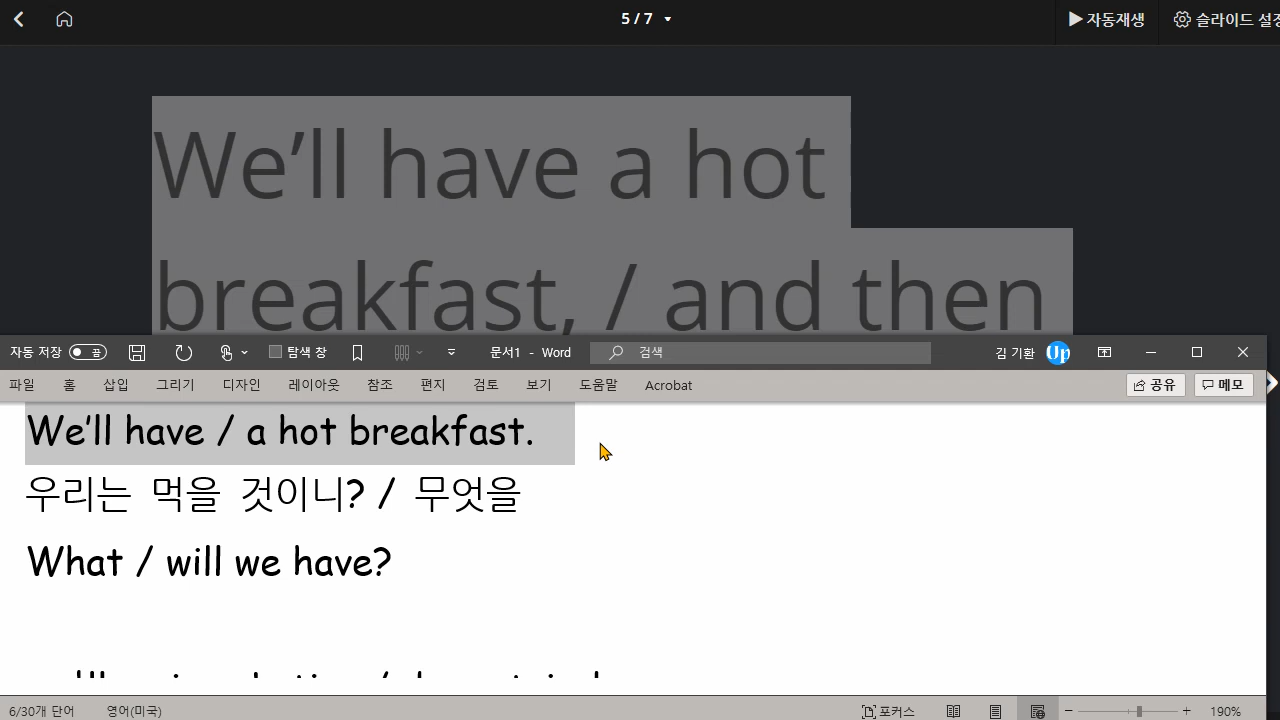 5 / 7
▶ 자동재생
슬라이드 설정
We’ll have a hot
breakfast, / and then
자동 저장
끔
탐색 창
문서1 - Word
검색
김 기환
Up
파일 홈 삽입 그리기 디자인 레이아웃 참조 편지 검토 보기 도움말 Acrobat
공유
메모
We’ll have / a hot breakfast.
우리는 먹을 것이니? / 무엇을
What / will we have?
6/30개 단어
영어(미국)
포커스
190%